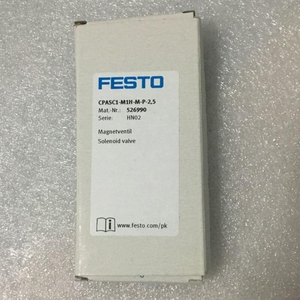 FESTO
CPASC1-M1H-M-P-2,5
Mat.-Nr.: 526990
Serie: HN02
Magnetventil
Solenoid valve
www.festo.com/pk